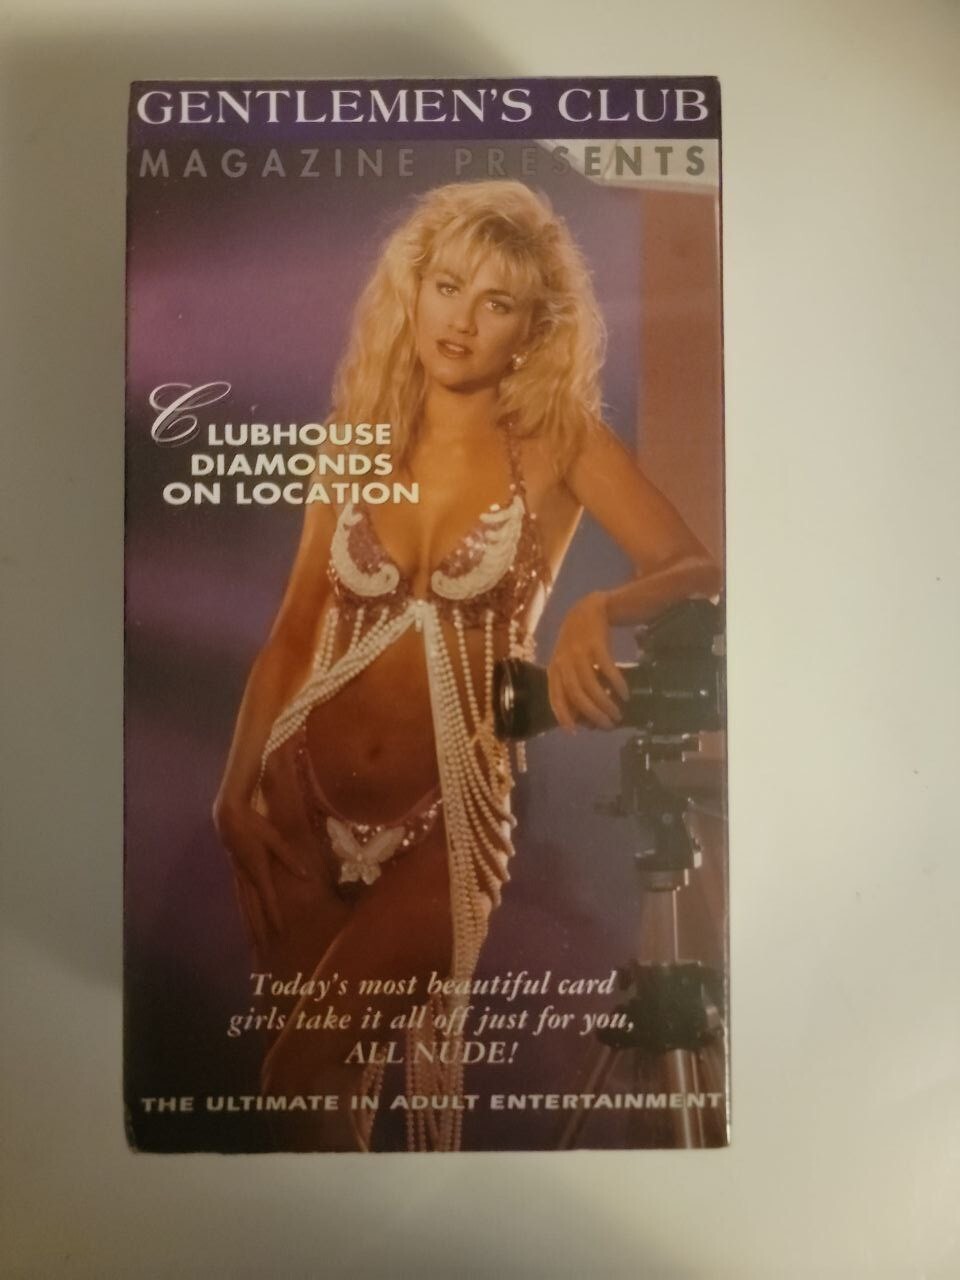 GENTLEMEN'S CLUB
MAGAZINE PRESENTS
CLUBHOUSE
DIAMONDS
ON LOCATION
Today's most beautiful card
girls take it all off just for you,
ALL NUDE!
THE ULTIMATE IN ADULT ENTERTAINMENT